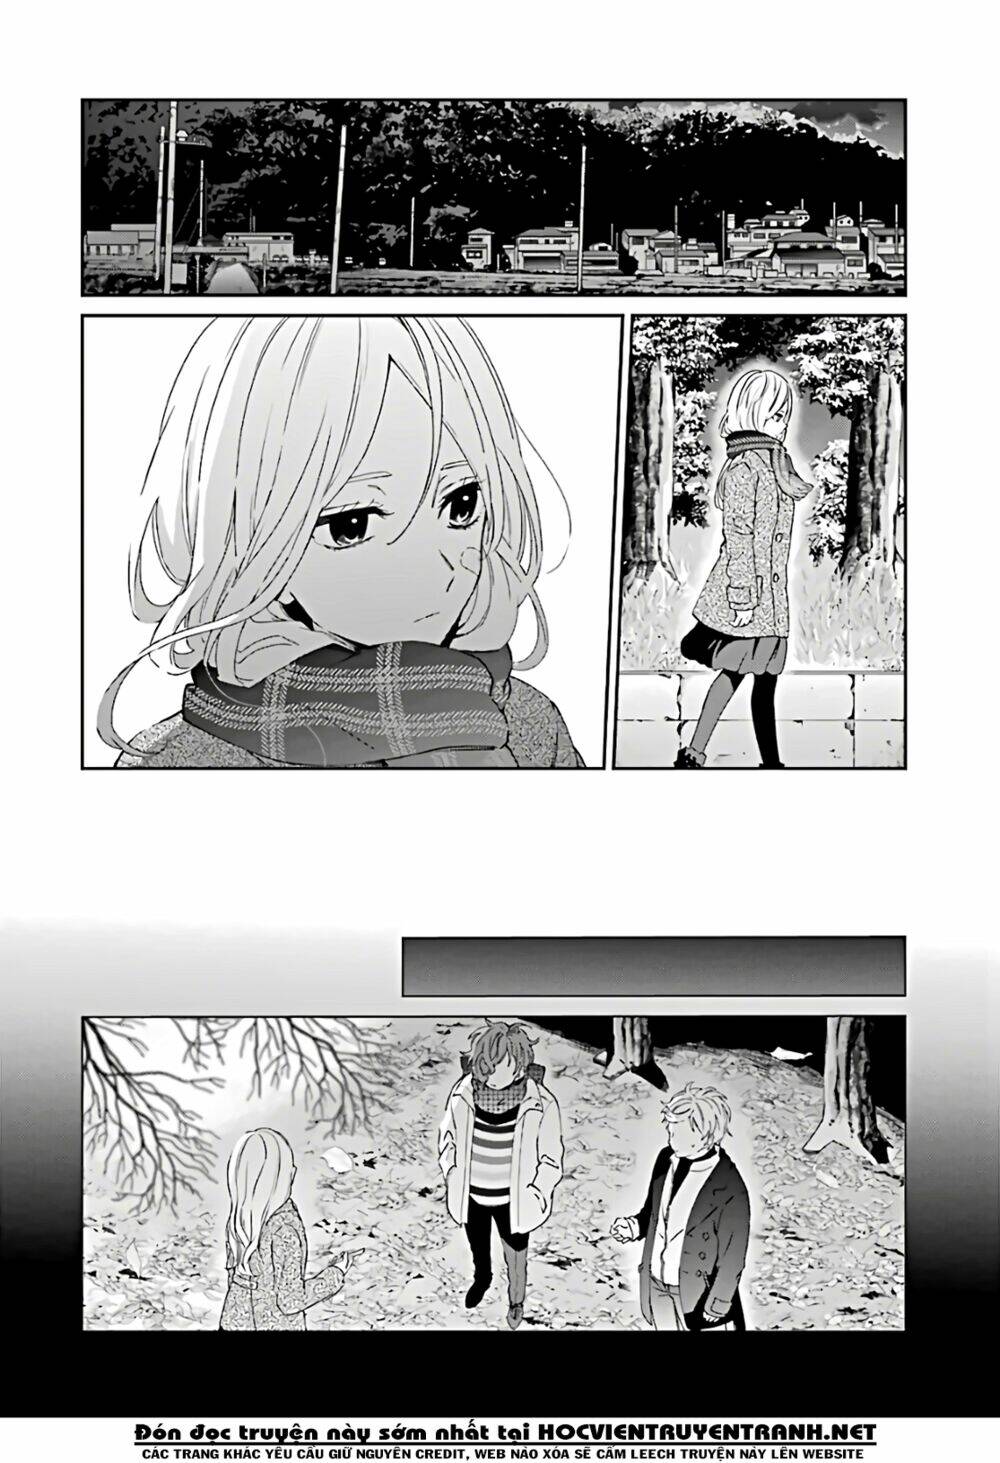 Đón đọc truyện này sớm nhất tại HOCVIENTRUYENTRANH.NET
CÁC TRANG KHÁC YÊU CẦU GIỮ NGUYÊN CREDIT, WEB NÀO XÓA SẼ CẤM LEECH TRUYỆN NÀY LÊN WEBSITE